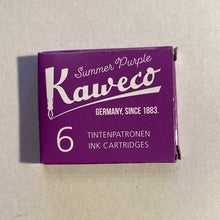 Summer Purple
Kaweco
GERMANY, SINCE 1883.
6
TINTENPATRONEN
INK CARTRIDGES